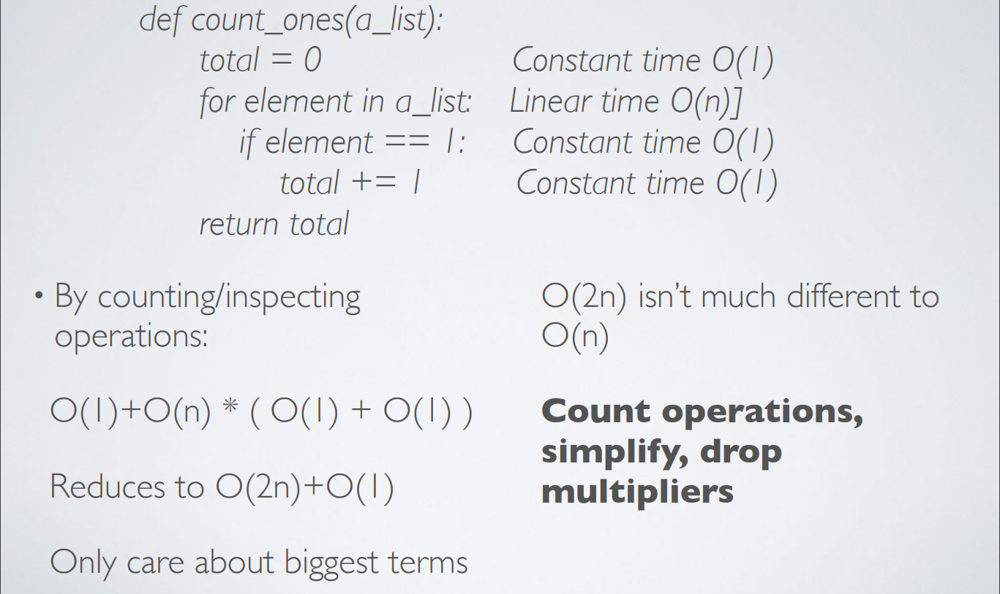 def count_ones(a_list):
total = 0 Constant time O(1)
for element in a_list: Linear time O(n)]
if element == 1: Constant time O(1)
total += 1 Constant time O(1)
return total
• By counting/inspecting
operations:
O(1)+O(n) * ( O(1) + O(1) )
Reduces to O(2n)+O(1)
Only care about biggest terms
O(2n) isn’t much different to
O(n)
Count operations,
simplify, drop
multipliers